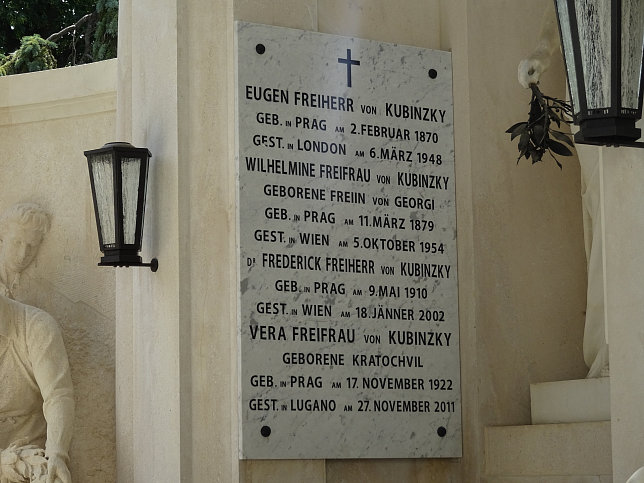 EUGEN FREIHERR VON KUBINZKY
GEB. IN PRAG AM 2.FEBRUAR 1870
GEST. IN LONDON AM 6.MÄRZ 1948
WILHELMINE FREIFRAU VON KUBINZKY
GEBORENE FREIIN VON GEORGI
GEB. IN PRAG AM 11.MÄRZ 1879
GEST. IN WIEN AM 5.OKTOBER 1954
DR FREDERICK FREIHERR VON KUBINZKY
GEB. IN PRAG AM 9.MAI 1910
GEST. IN WIEN AM 18.JÄNNER 2002
VERA FREIFRAU VON KUBINZKY
GEBORENE KRATOCHVIL
GEB. IN PRAG AM 17.NOVEMBER 1922
GEST. IN LUGANO AM 27.NOVEMBER 2011